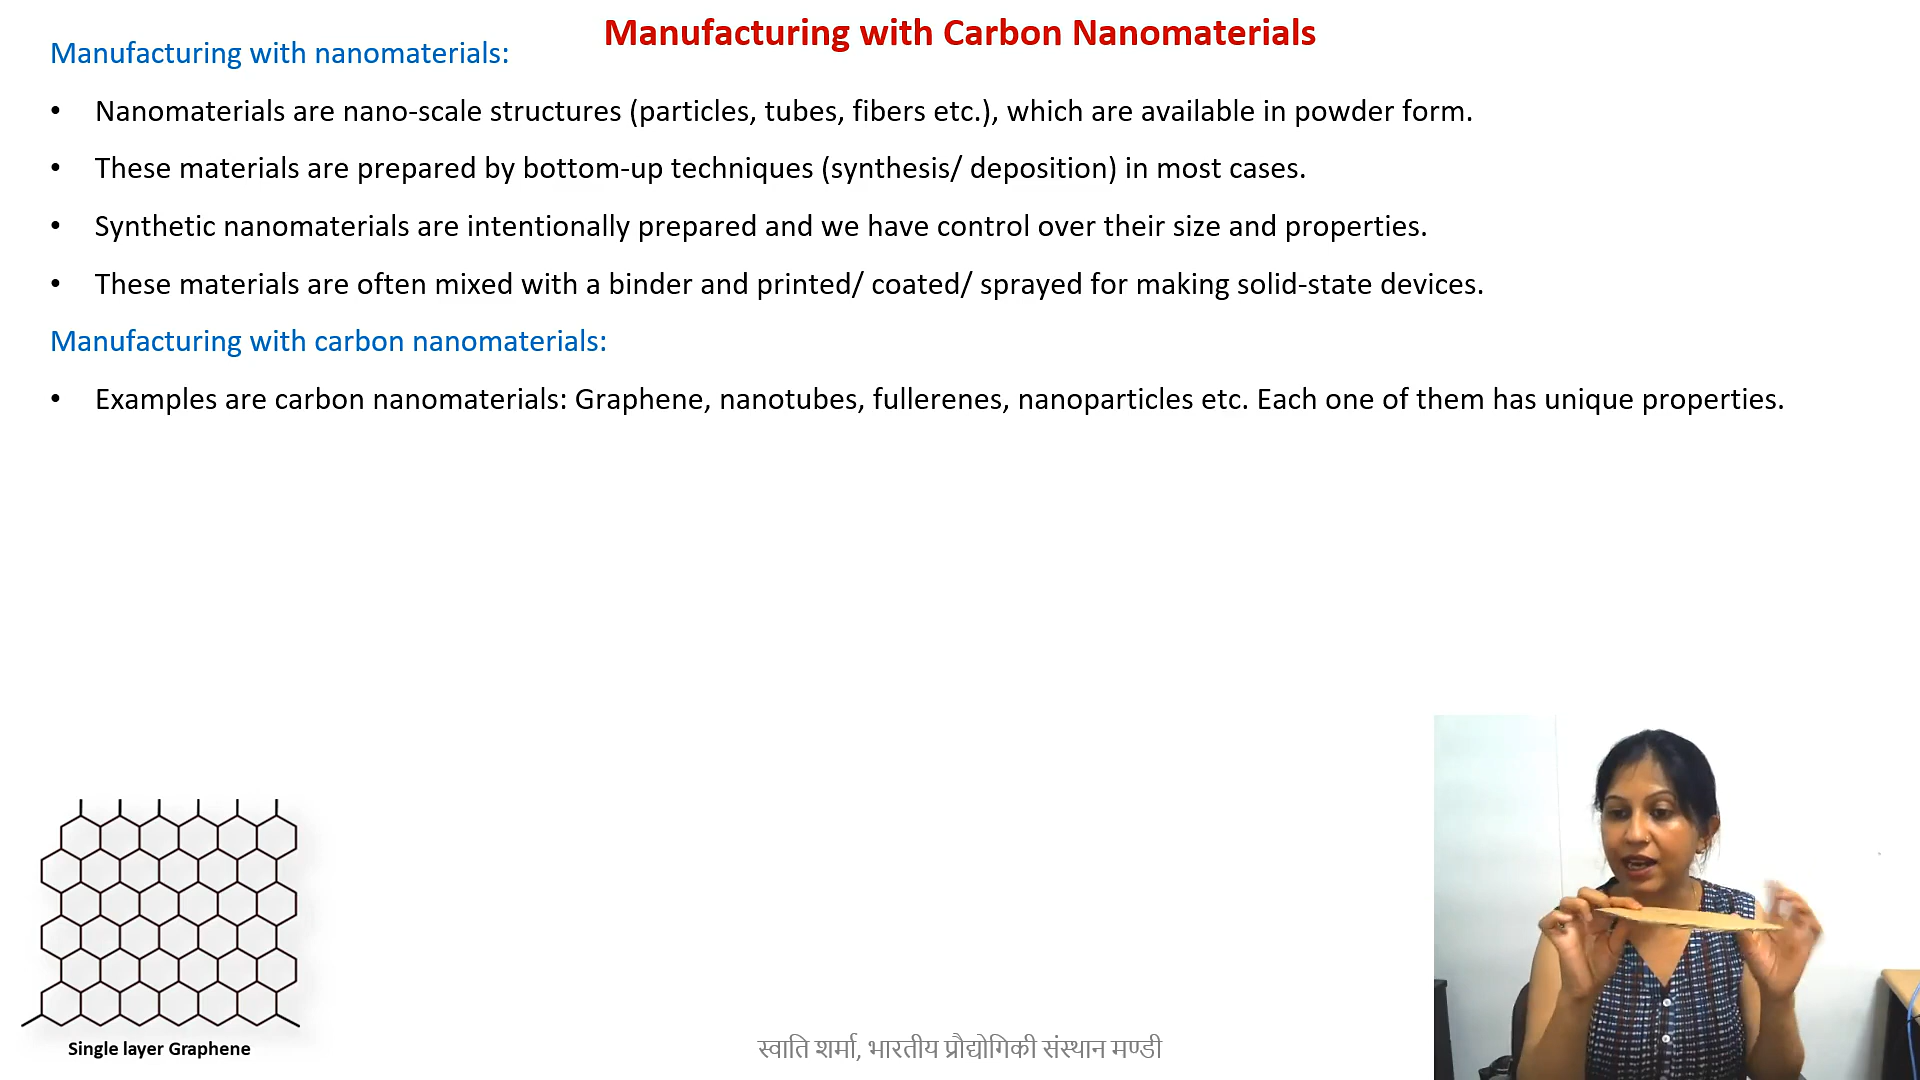 Manufacturing with Carbon Nanomaterials
Manufacturing with nanomaterials:
• Nanomaterials are nano-scale structures (particles, tubes, fibers etc.), which are available in powder form.
• These materials are prepared by bottom-up techniques (synthesis/ deposition) in most cases.
• Synthetic nanomaterials are intentionally prepared and we have control over their size and properties.
• These materials are often mixed with a binder and printed/ coated/ sprayed for making solid-state devices.
Manufacturing with carbon nanomaterials:
• Examples are carbon nanomaterials: Graphene, nanotubes, fullerenes, nanoparticles etc. Each one of them has unique properties.
Single layer Graphene
स्वाति शर्मा, भारतीय प्रौद्योगिकी संस्थान मण्डी